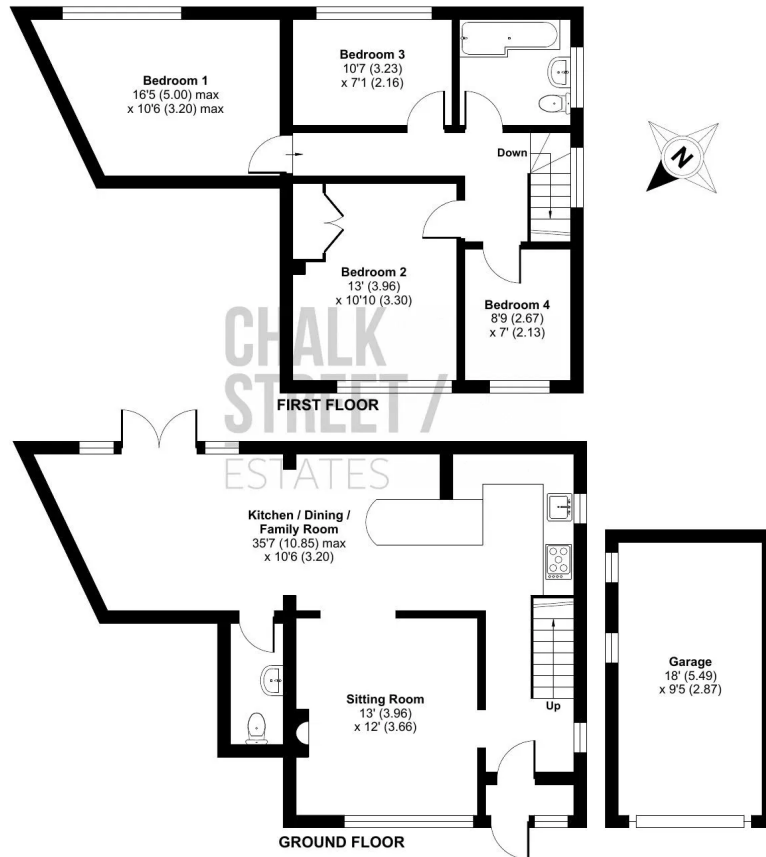 Bedroom 1
16'5 (5.00) max
x 10'6 (3.20) max
Bedroom 3
10'7 (3.23)
x 7'1 (2.16)
Down
N
Bedroom 2
13' (3.96)
x 10'10 (3.30)
Bedroom 4
8'9 (2.67)
x 7' (2.13)
CHALK
STREET /
ESTATES
FIRST FLOOR
Kitchen / Dining /
Family Room
35'7 (10.85) max
x 10'6 (3.20)
Sitting Room
13' (3.96)
x 12' (3.66)
Up
Garage
18' (5.49)
x 9'5 (2.87)
GROUND FLOOR